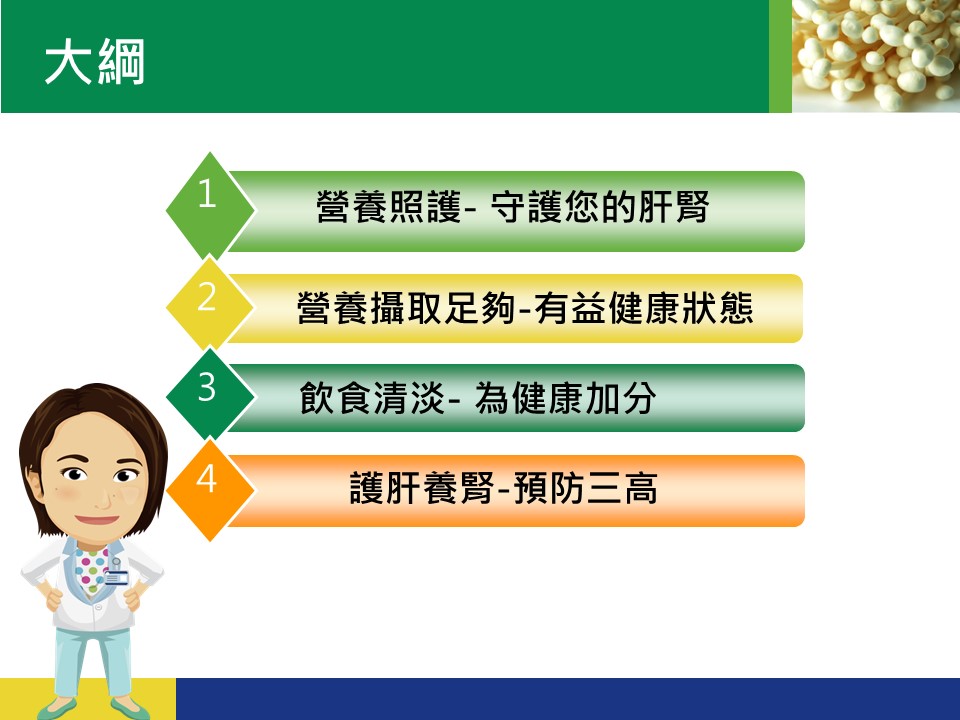 大綱
1
營養照護- 守護您的肝腎
2
營養攝取足夠-有益健康狀態
3
飲食清淡- 為健康加分
4
護肝養腎-預防三高